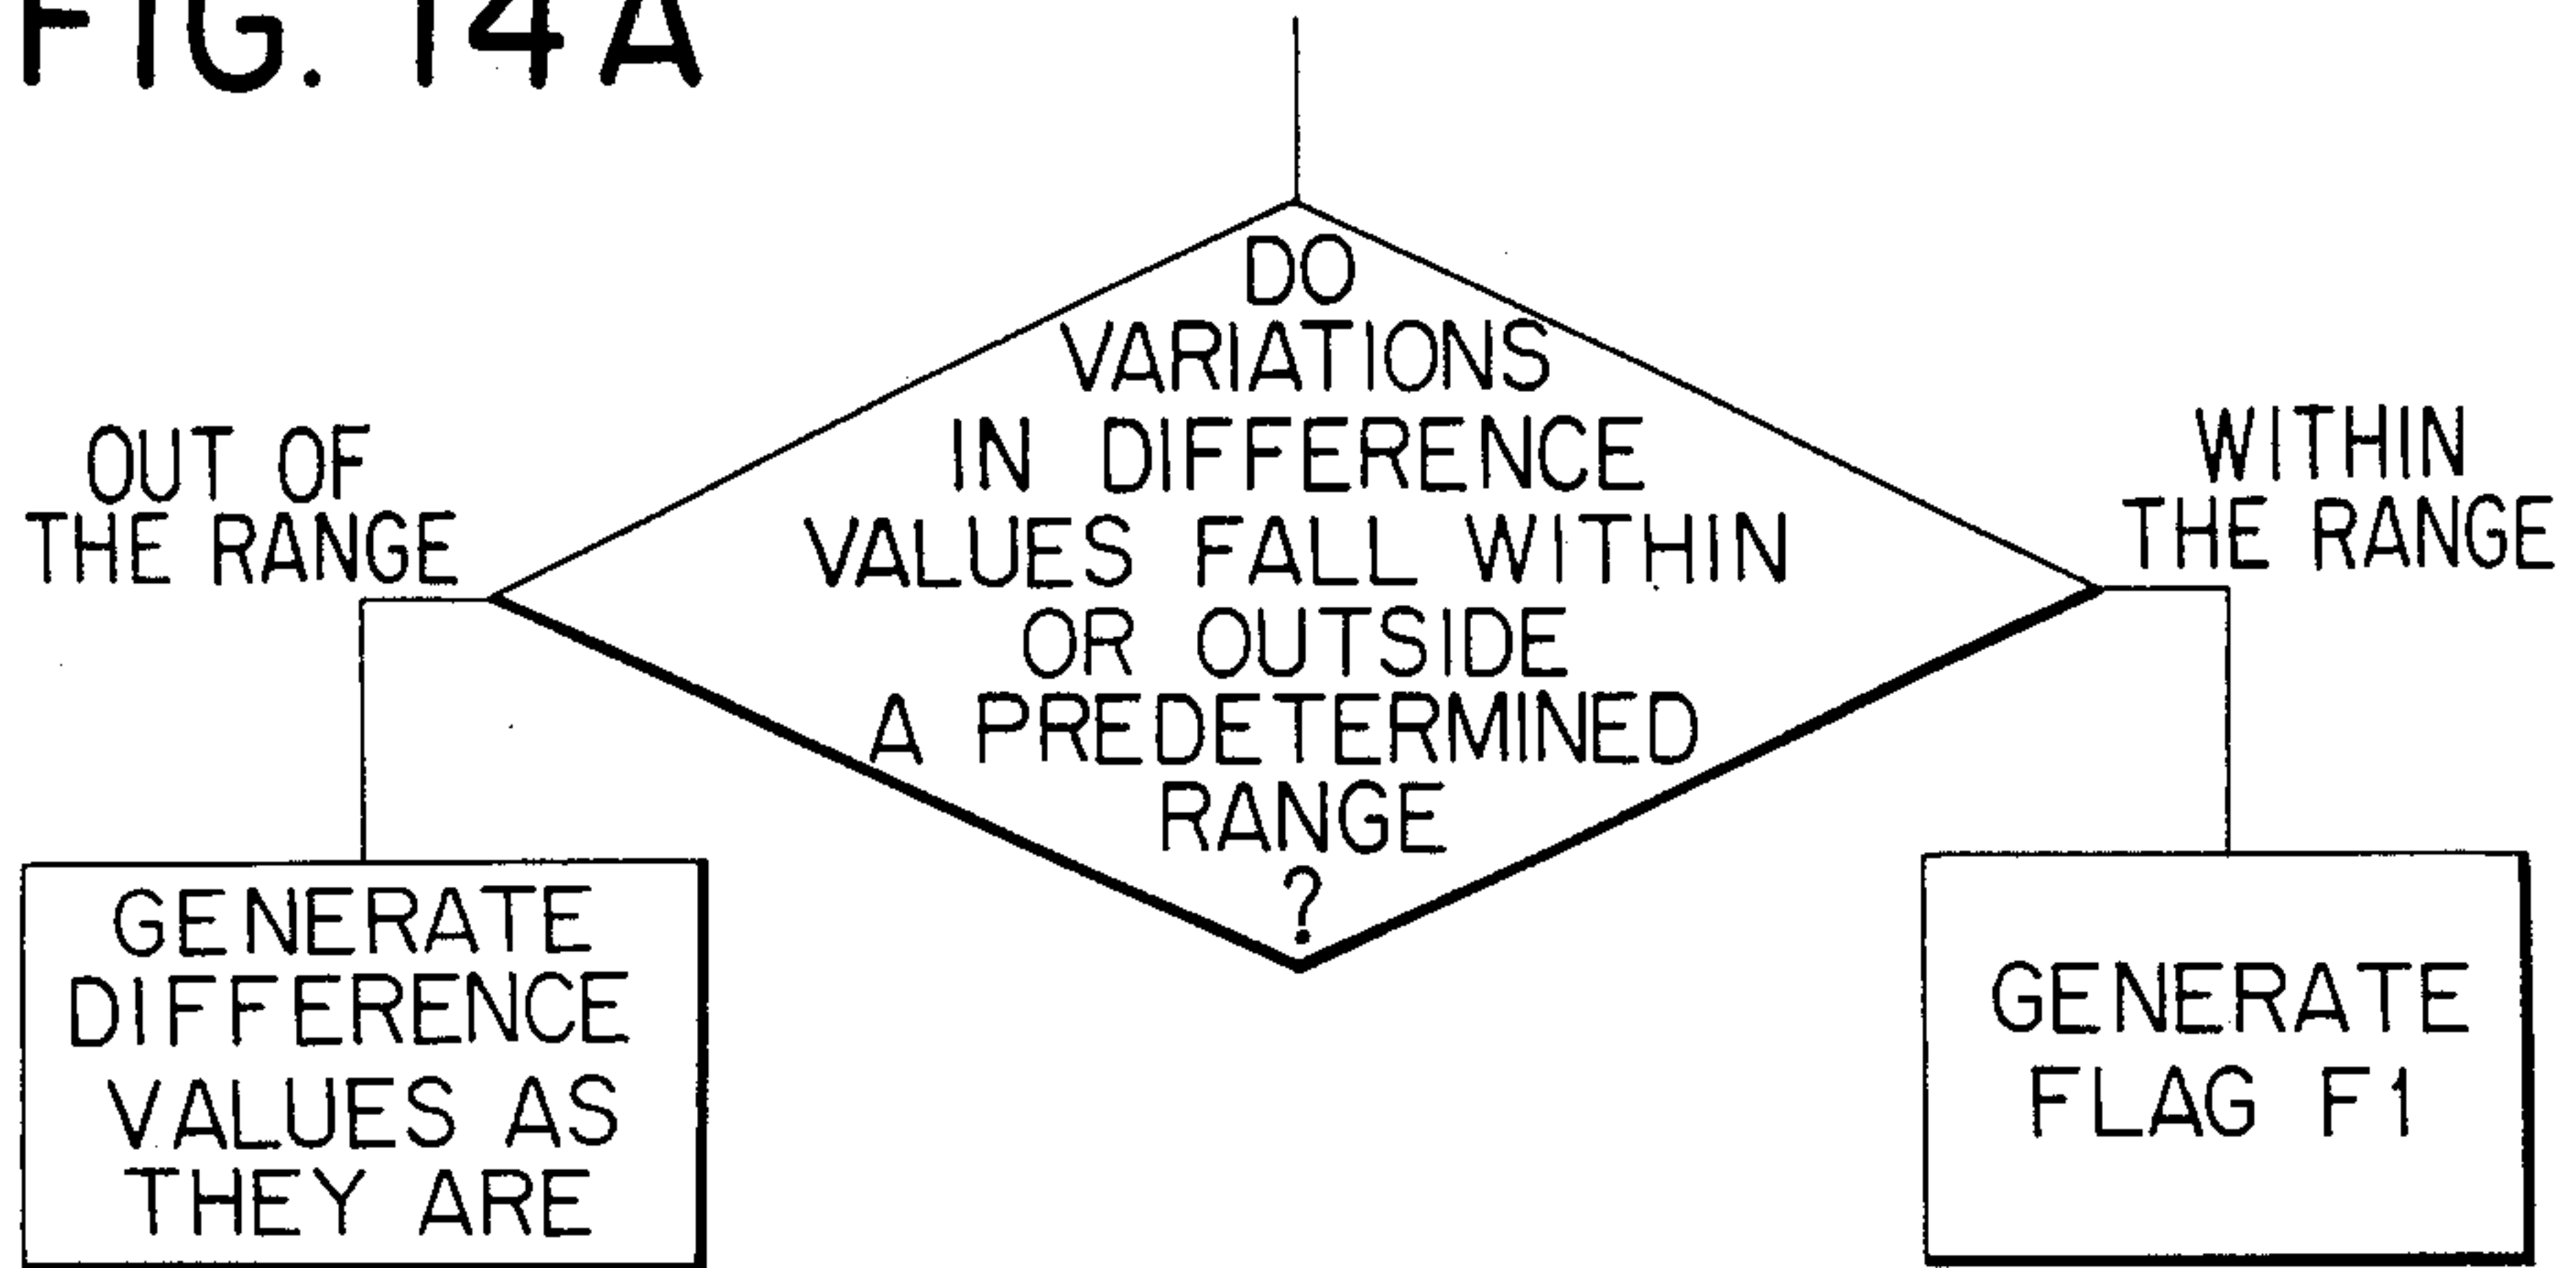 FIG. 14A
DO
VARIATIONS
IN DIFFERENCE
VALUES FALL WITHIN
OR OUTSIDE
A PREDETERMINED
RANGE
?
OUT OF
THE RANGE
WITHIN
THE RANGE
GENERATE
DIFFERENCE
VALUES AS
THEY ARE
GENERATE
FLAG F1